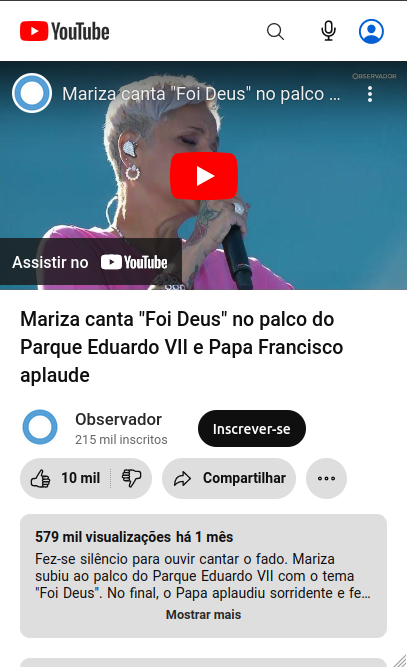 YouTube
OBSERVADOR
Mariza canta "Foi Deus" no palco ...
Assistir no YouTube
Mariza canta "Foi Deus" no palco do
Parque Eduardo VII e Papa Francisco
aplaude
Observador
215 mil inscritos
Inscrever-se
10 mil
Compartilhar
579 mil visualizações há 1 mês
Fez-se silêncio para ouvir cantar o fado. Mariza
subiu ao palco do Parque Eduardo VII com o tema
"Foi Deus". No final, o Papa aplaudiu sorridente e fe...
Mostrar mais